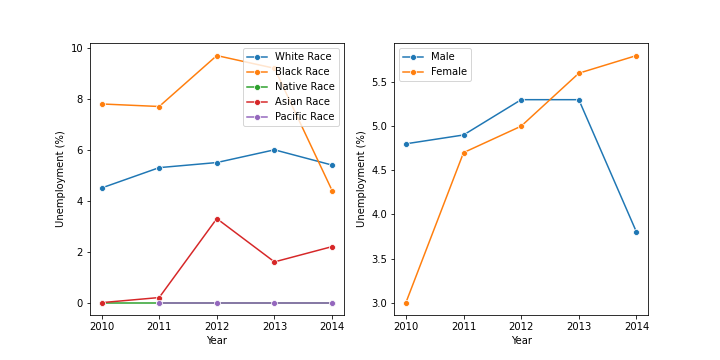 10
8
6
4
2
0
Unemployment (%)
2010 2011 2012 2013 2014
Year
White Race
Black Race
Native Race
Asian Race
Pacific Race
5.5
5.0
4.5
4.0
3.5
3.0
Unemployment (%)
2010 2011 2012 2013 2014
Year
Male
Female